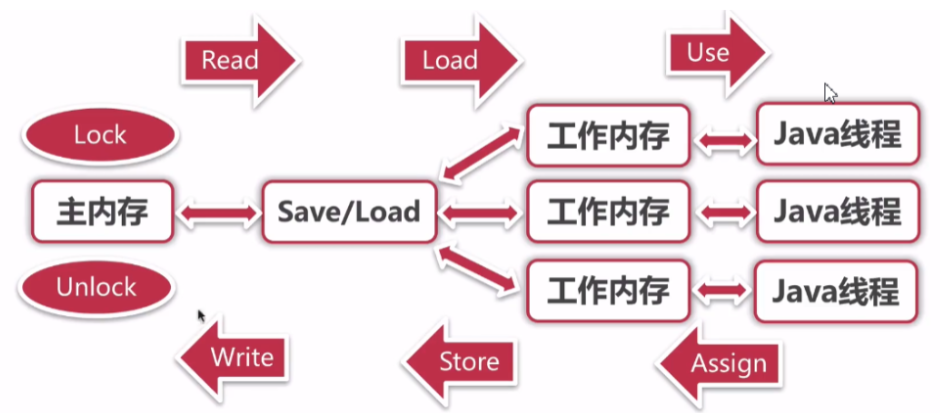 Read
Load
Use
Lock
工作内存
Java线程
主内存
Save/Load
工作内存
Java线程
Unlock
工作内存
Java线程
Write
Store
Assign